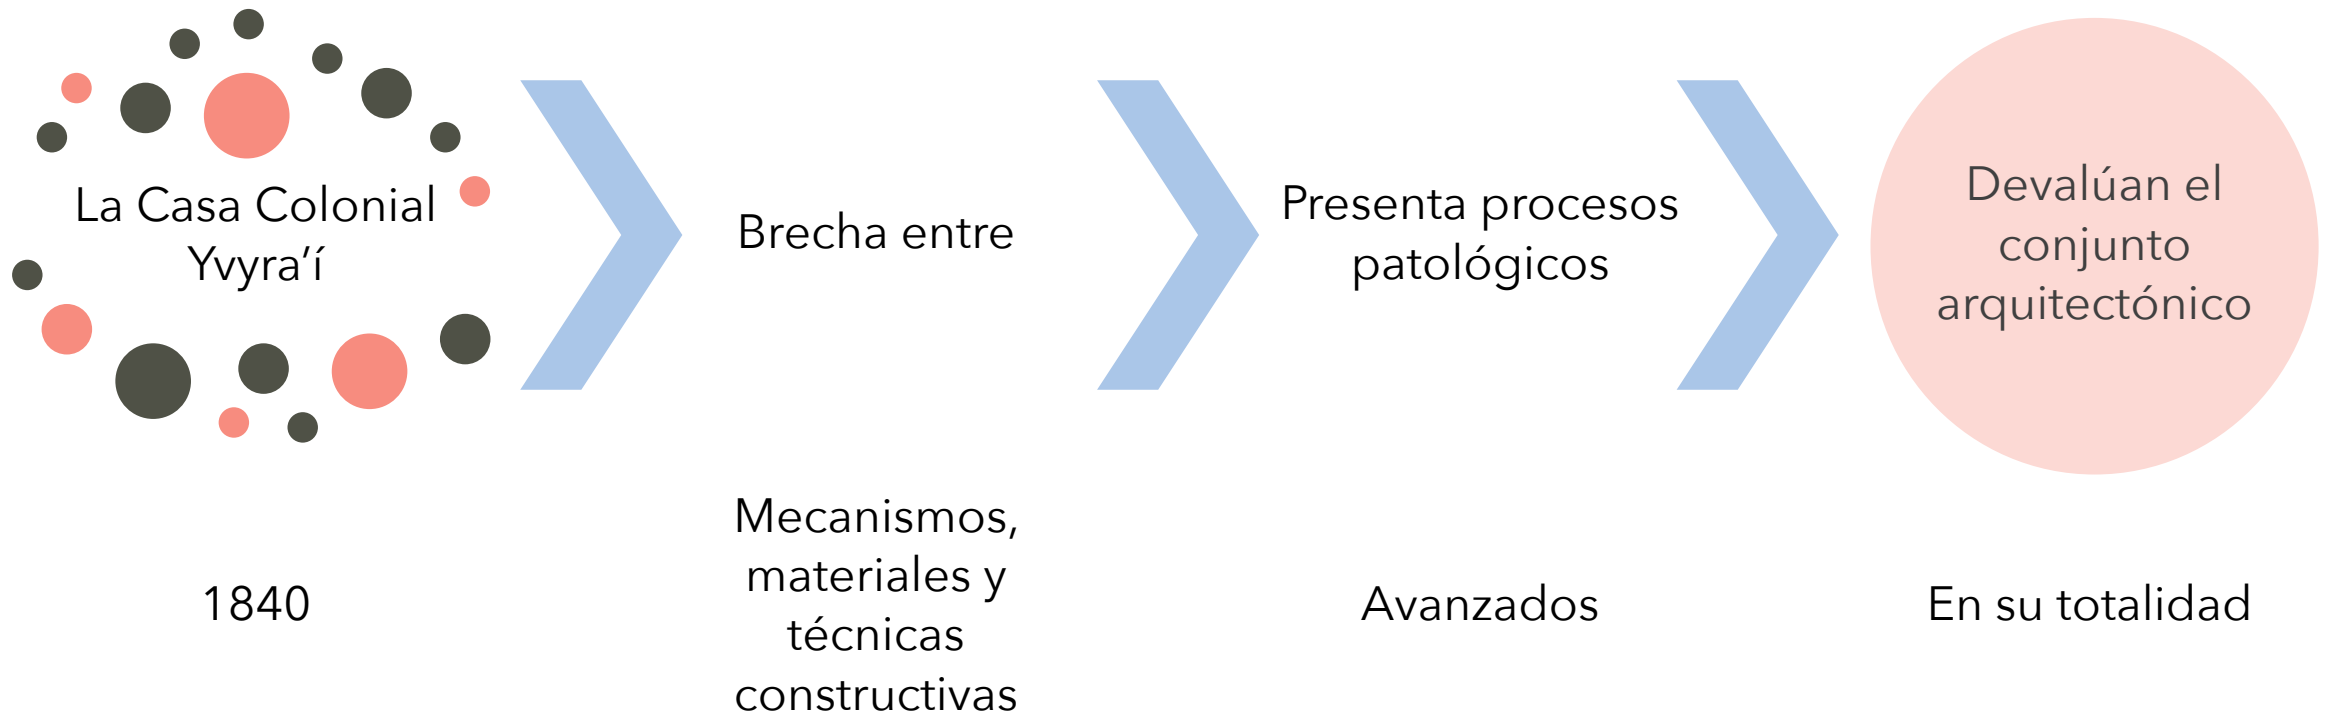 La Casa Colonial
Yvyra’í
Brecha entre
Presenta procesos
patológicos
Devalúan el
conjunto
arquitectónico
1840
Mecanismos,
materiales y
técnicas
constructivas
Avanzados
En su totalidad